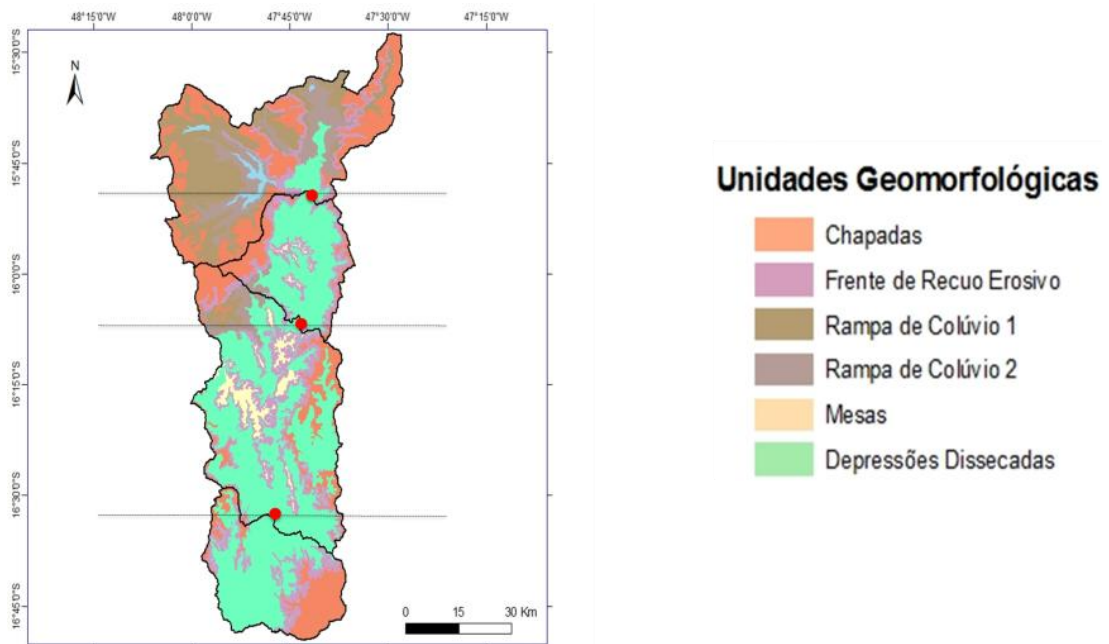 48°15'0"W 48°0'0"W 47°45'0"W 47°30'0"W 47°15'0"W
15°30'0"S
N
15°45'0"S
16°0'0"S
16°15'0"S
16°30'0"S
16°45'0"S
0 15 30 Km
Unidades Geomorfológicas
Chapadas
Frente de Recuo Erosivo
Rampa de Colúvio 1
Rampa de Colúvio 2
Mesas
Depressões Dissecadas